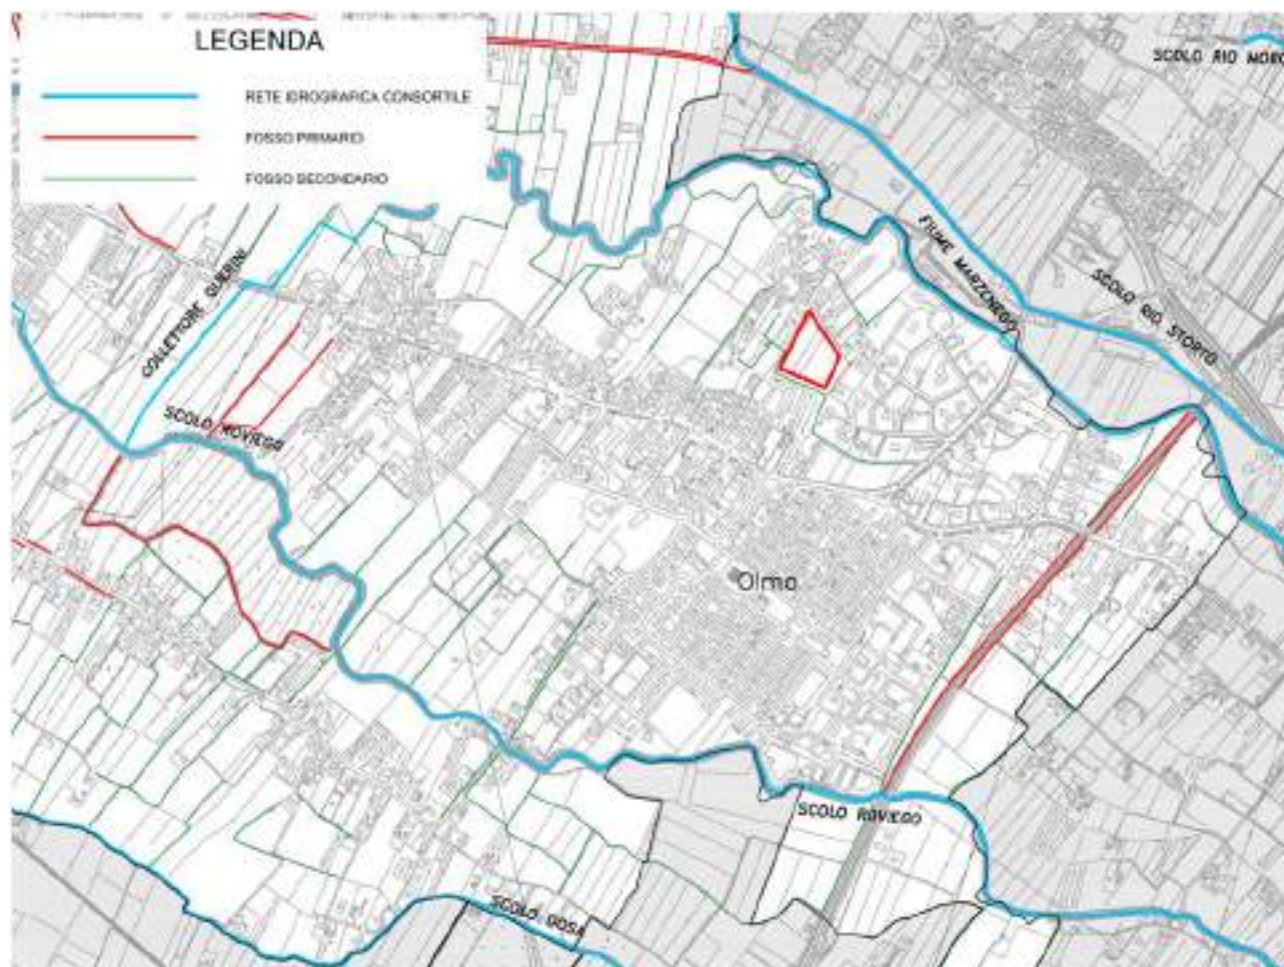 LEGENDA
RETE IDROGRAFICA CONSORTILE
FOSSO PRIMARIO
FOSSO SECONDARIO
SCOLO RIO MORO
COLLETTORE QUERINI
FIUME MARZENEGO
SCOLO RIO STORTO
SCOLO ROVIEGO
Olmo
SCOLO ROVIEGO
SCOLO DOSA